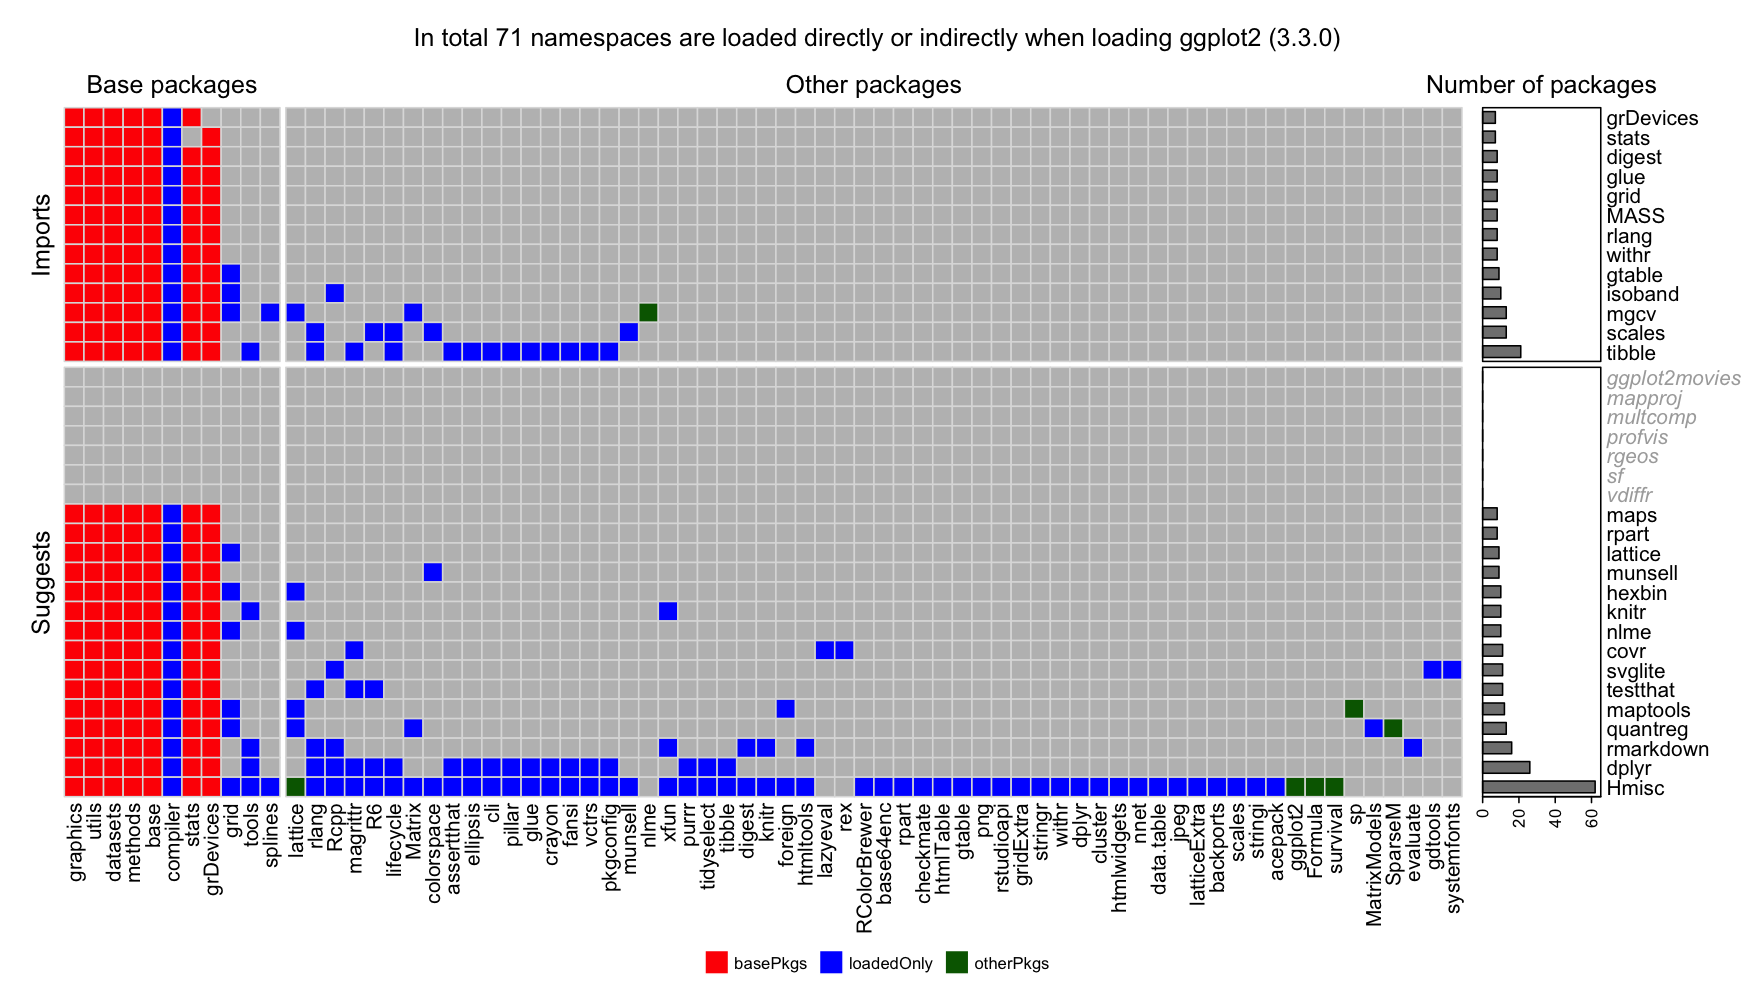 In total 71 namespaces are loaded directly or indirectly when loading ggplot2 (3.3.0)
Base packages
Other packages
Number of packages
Imports
grDevices
stats
digest
glue
grid
MASS
rlang
withr
gtable
isoband
mgcv
scales
tibble
Suggests
ggplot2movies
mapproj
multcomp
profvis
rgeos
sf
vdiffr
maps
rpart
lattice
munsell
hexbin
knitr
nlme
covr
svglite
testthat
maptools
quantreg
rmarkdown
dplyr
Hmisc
graphics
utils
datasets
methods
base
compiler
stats
grDevices
grid
tools
splines
lattice
rlang
Rcpp
magrittr
R6
lifecycle
Matrix
colorspace
assertthat
ellipsis
cli
pillar
glue
crayon
fansi
vctrs
pkgconfig
munsell
nlme
xfun
purrr
tidyselect
tibble
digest
knitr
foreign
htmltools
lazyeval
rex
RColorBrewer
base64enc
rpart
checkmate
htmlTable
gtable
png
rstudioapi
gridExtra
stringr
withr
dplyr
cluster
htmlwidgets
nnet
data.table
jpeg
latticeExtra
backports
scales
stringi
acepack
ggplot2
Formula
survival
sp
MatrixModels
SparseM
evaluate
gdtools
systemfonts
0
20
40
60
basePkgs
loadedOnly
otherPkgs